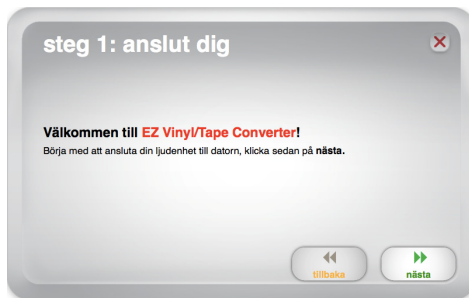 steg 1: anslut dig
Välkommen till EZ Vinyl/Tape Converter!
Börja med att ansluta din ljudenhet till datorn, klicka sedan på nästa.
tillbaka
nästa